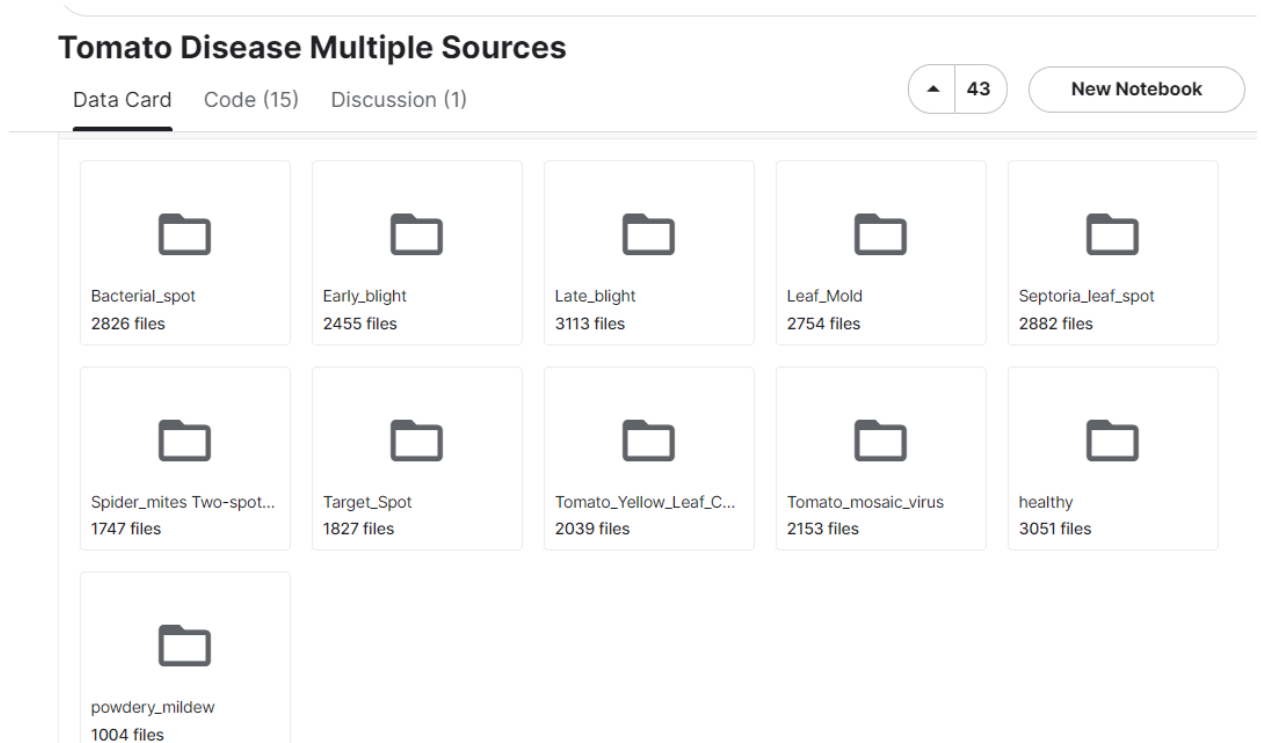 Tomato Disease Multiple Sources
Data Card Code (15) Discussion (1)
43 New Notebook
Bacterial_spot
2826 files
Early_blight
2455 files
Late_blight
3113 files
Leaf_Mold
2754 files
Septoria_leaf_spot
2882 files
Spider_mites Two-spot...
1747 files
Target_Spot
1827 files
Tomato_Yellow_Leaf_C...
2039 files
Tomato_mosaic_virus
2153 files
healthy
3051 files
powdery_mildew
1004 files